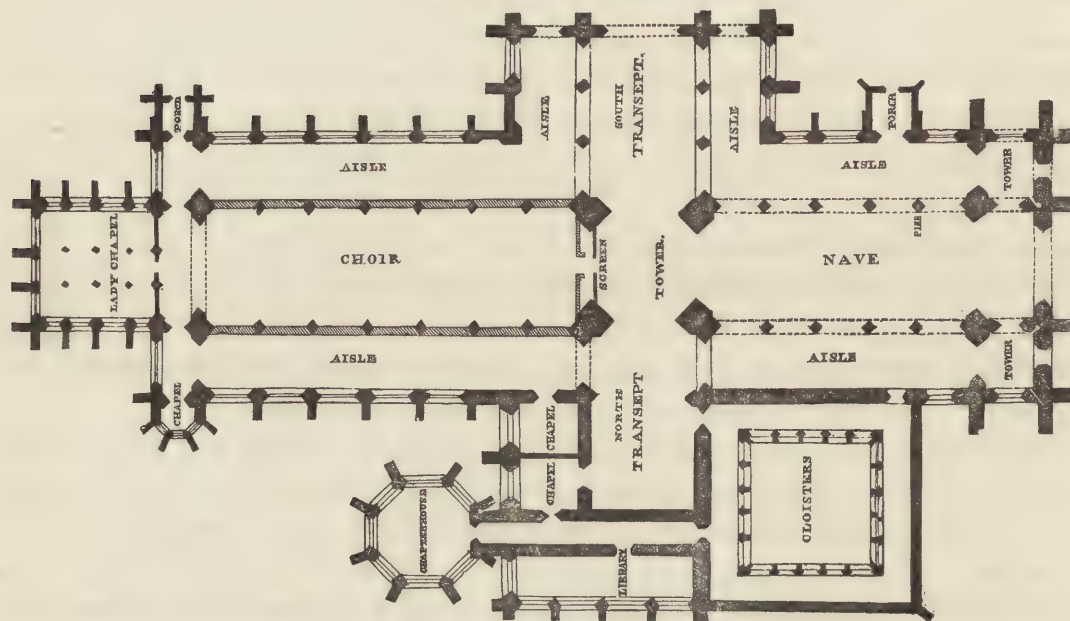 SOUTH
TRANSEPT.
AISLE
AISLE
PORCH
PORCH
AISLE
AISLE
TOWER
PIER
LADY CHAPEL
CHOIR
SCREEN
TOWER.
NAVE
AISLE
AISLE
TOWER
CHAPEL
NORTH
TRANSEPT
CHAPEL
CHAPEL
CLOISTERS
CHAPTERHOUSE
LIBRARY